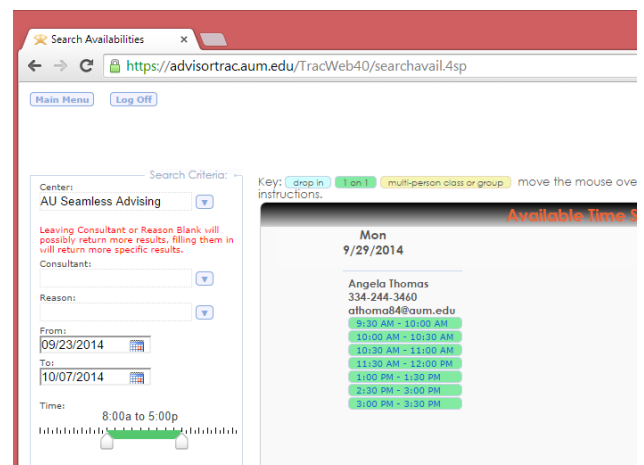 Search Availabilities
https://advisortrac.aum.edu/TracWeb40/searchavail.4sp
Main Menu Log Off
Search Criteria:
Center:
AU Seamless Advising
Leaving Consultant or Reason Blank will
possibly return more results, filling them in
will return more specific results.
Consultant:
Reason:
From:
09/23/2014
To:
10/07/2014
Time:
8:00a to 5:00p
Key: drop in 1 on 1 multi-person class or group move the mouse ove
instructions.
Available Time S
Mon
9/29/2014
Angela Thomas
334-244-3460
athoma84@aum.edu
9:30 AM - 10:00 AM
10:00 AM - 10:30 AM
10:30 AM - 11:00 AM
11:30 AM - 12:00 PM
1:00 PM - 1:30 PM
2:30 PM - 3:00 PM
3:00 PM - 3:30 PM